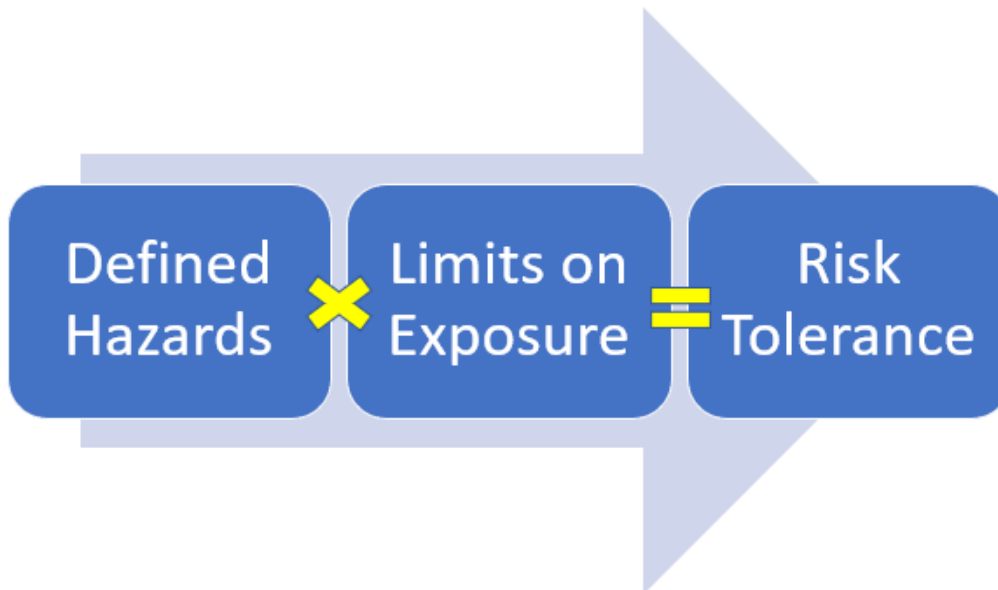 Defined
Hazards
Limits on
Exposure
Risk
Tolerance